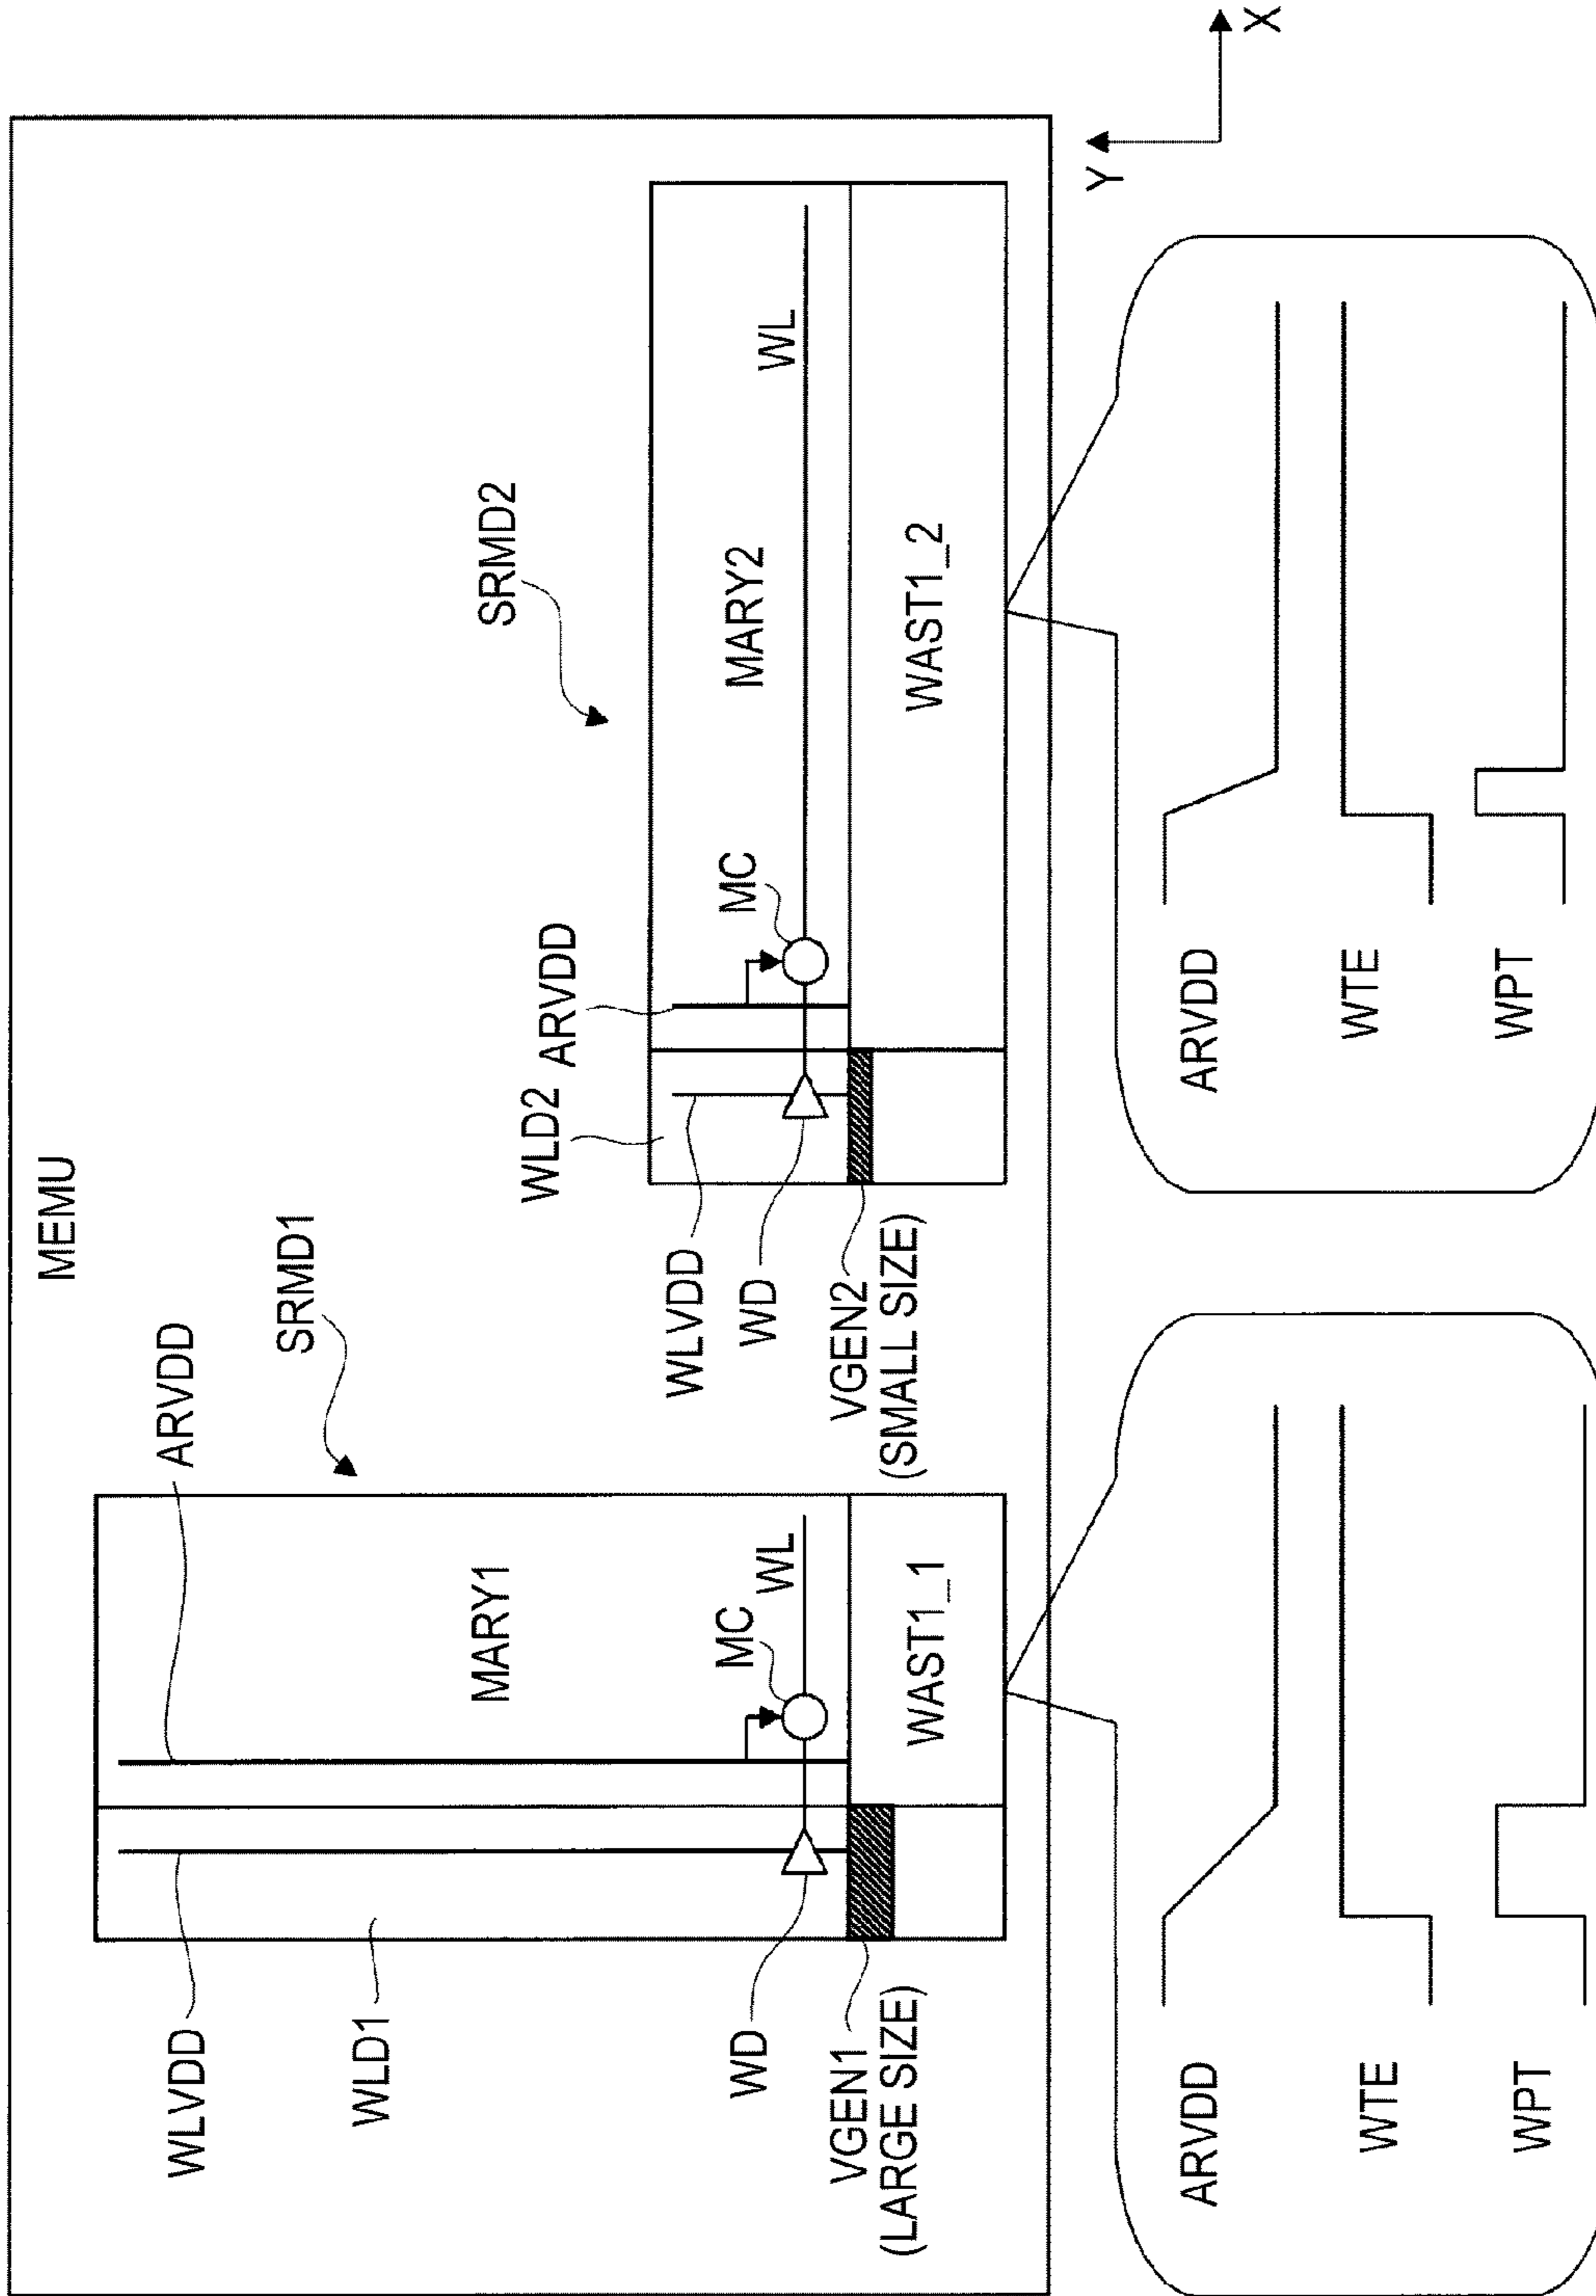 MEMU
SRMD1
ARVDD
WLVDD
WLD1
MARY1
MC
WL
WD
VGEN1
(LARGE SIZE)
WAST1_1
SRMD2
WLD2
ARVDD
MC
MARY2
WL
WLVDD
WD
VGEN2
(SMALL SIZE)
WAST1_2
Y
X
ARVDD
WTE
WPT
ARVDD
WTE
WPT